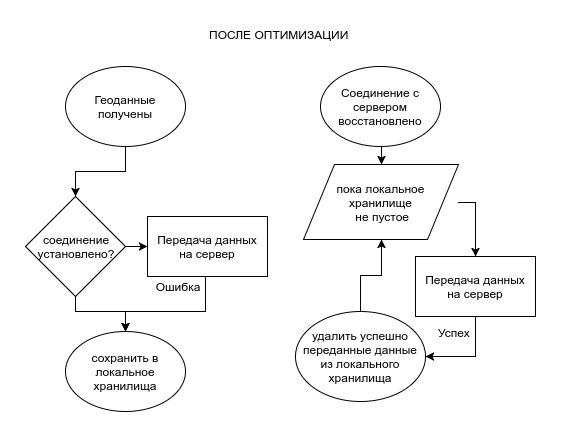 ПОСЛЕ ОПТИМИЗАЦИИ
Геоданные
получены
соединение
установлено?
Передача данных
на сервер
Ошибка
сохранить в
локальное
хранилища
Соединение с
сервером
восстановлено
пока локальное
хранилище
не пустое
Передача данных
на сервер
Успех
удалить успешно
переданные данные
из локального
хранилища